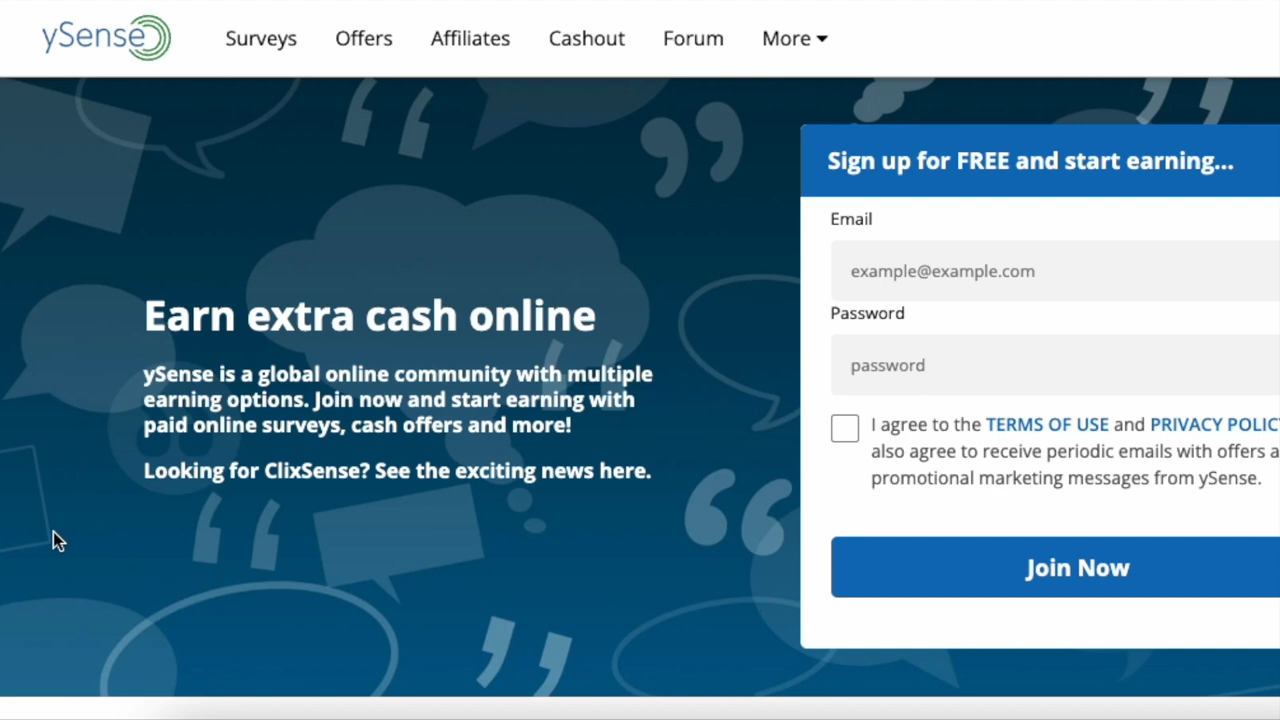 ySense
Surveys
Offers
Affiliates
Cashout
Forum
More
Sign up for FREE and start earning...
Email
example@example.com
Password
password
I agree to the TERMS OF USE and PRIVACY POLICY
also agree to receive periodic emails with offers a
promotional marketing messages from ySense.
Join Now
Earn extra cash online
ySense is a global online community with multiple
earning options. Join now and start earning with
paid online surveys, cash offers and more!
Looking for ClixSense? See the exciting news here.